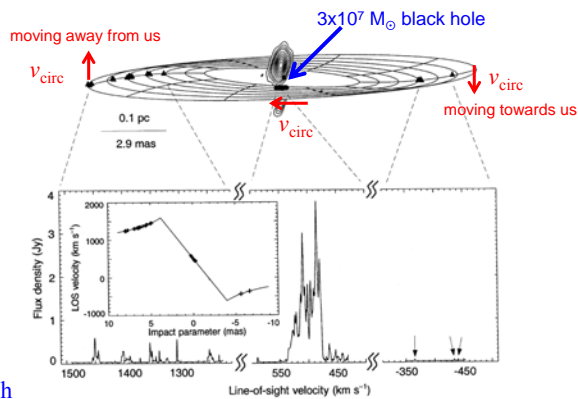 3x10⁷ M☉ black hole
moving away from us
v_circ
v_circ
moving towards us
v_circ
0.1 pc
2.9 mas
Flux density (Jy)
4
3
2
1
0
LOS velocity (km s⁻¹)
2000
1000
0
-1000
10 5 0 -5 -10
Impact parameter (mas)
1500 1400 1300 550 450 -350 -450
Line-of-sight velocity (km s⁻¹)
h